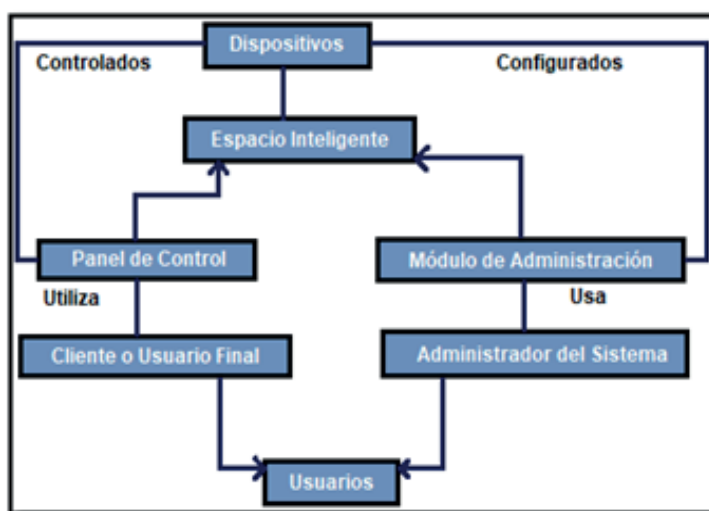 Dispositivos
Controlados
Configurados
Espacio Inteligente
Panel de Control
Módulo de Administración
Utiliza
Usa
Cliente o Usuario Final
Administrador del Sistema
Usuarios